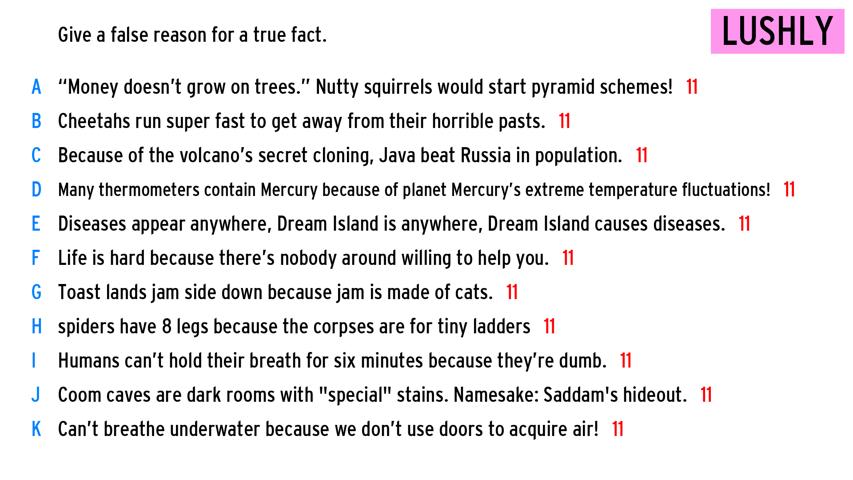 Give a false reason for a true fact.
LUSHLY
A “Money doesn’t grow on trees.” Nutty squirrels would start pyramid schemes! 11
B Cheetahs run super fast to get away from their horrible pasts. 11
C Because of the volcano’s secret cloning, Java beat Russia in population. 11
D Many thermometers contain Mercury because of planet Mercury’s extreme temperature fluctuations! 11
E Diseases appear anywhere, Dream Island is anywhere, Dream Island causes diseases. 11
F Life is hard because there’s nobody around willing to help you. 11
G Toast lands jam side down because jam is made of cats. 11
H spiders have 8 legs because the corpses are for tiny ladders 11
I Humans can’t hold their breath for six minutes because they’re dumb. 11
J Coom caves are dark rooms with "special" stains. Namesake: Saddam's hideout. 11
K Can’t breathe underwater because we don’t use doors to acquire air! 11